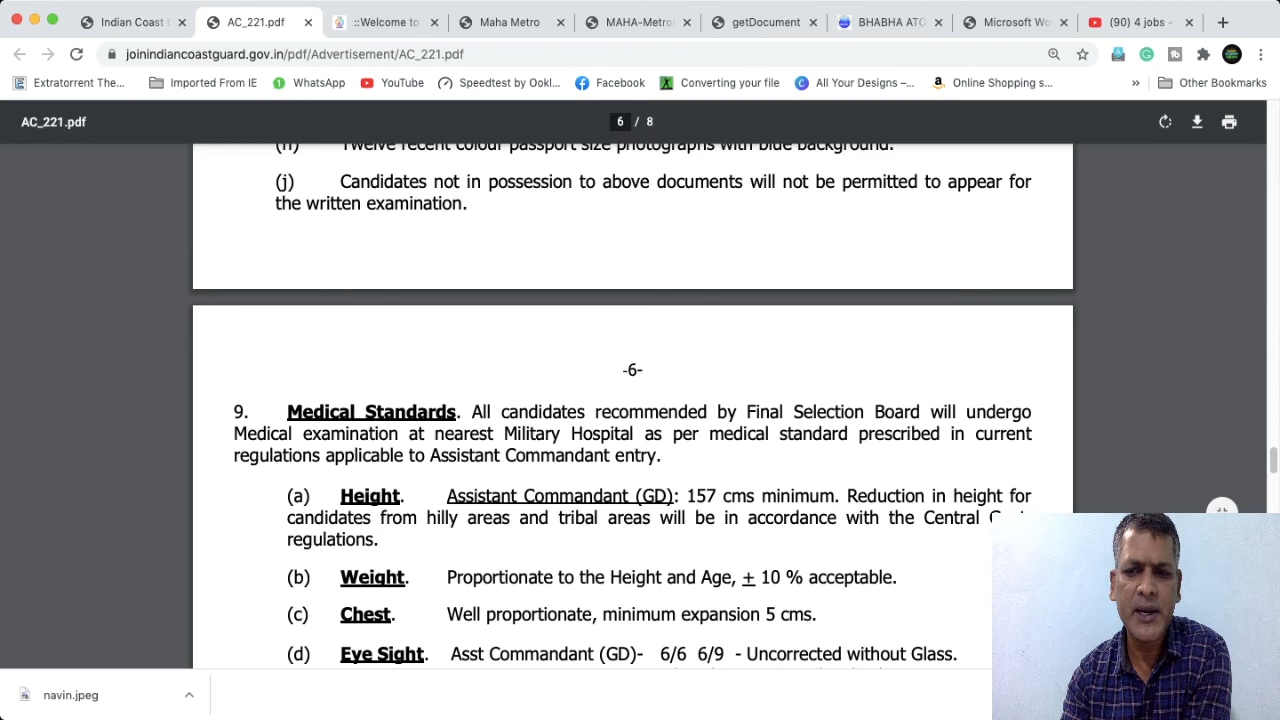 Indian Coast G
AC_221.pdf
::Welcome to
Maha Metro
MAHA-Metro/
getDocument
BHABHA ATO
Microsoft Wo
(90) 4 jobs -
joinindiancoastguard.gov.in/pdf/Advertisement/AC_221.pdf
Extratorrent The...
Imported From IE
WhatsApp
YouTube
Speedtest by Ookl...
Facebook
Converting your file
All Your Designs –...
Online Shopping s...
»
Other Bookmarks
AC_221.pdf
6 / 8
Twelve recent colour passport size photographs with blue background.
(j) Candidates not in possession to above documents will not be permitted to appear for
the written examination.
-6-
9. Medical Standards. All candidates recommended by Final Selection Board will undergo
Medical examination at nearest Military Hospital as per medical standard prescribed in current
regulations applicable to Assistant Commandant entry.
(a) Height. Assistant Commandant (GD): 157 cms minimum. Reduction in height for
candidates from hilly areas and tribal areas will be in accordance with the Central
regulations.
(b) Weight. Proportionate to the Height and Age, ± 10 % acceptable.
(c) Chest. Well proportionate, minimum expansion 5 cms.
(d) Eye Sight. Asst Commandant (GD)- 6/6 6/9 - Uncorrected without Glass.
navin.jpeg